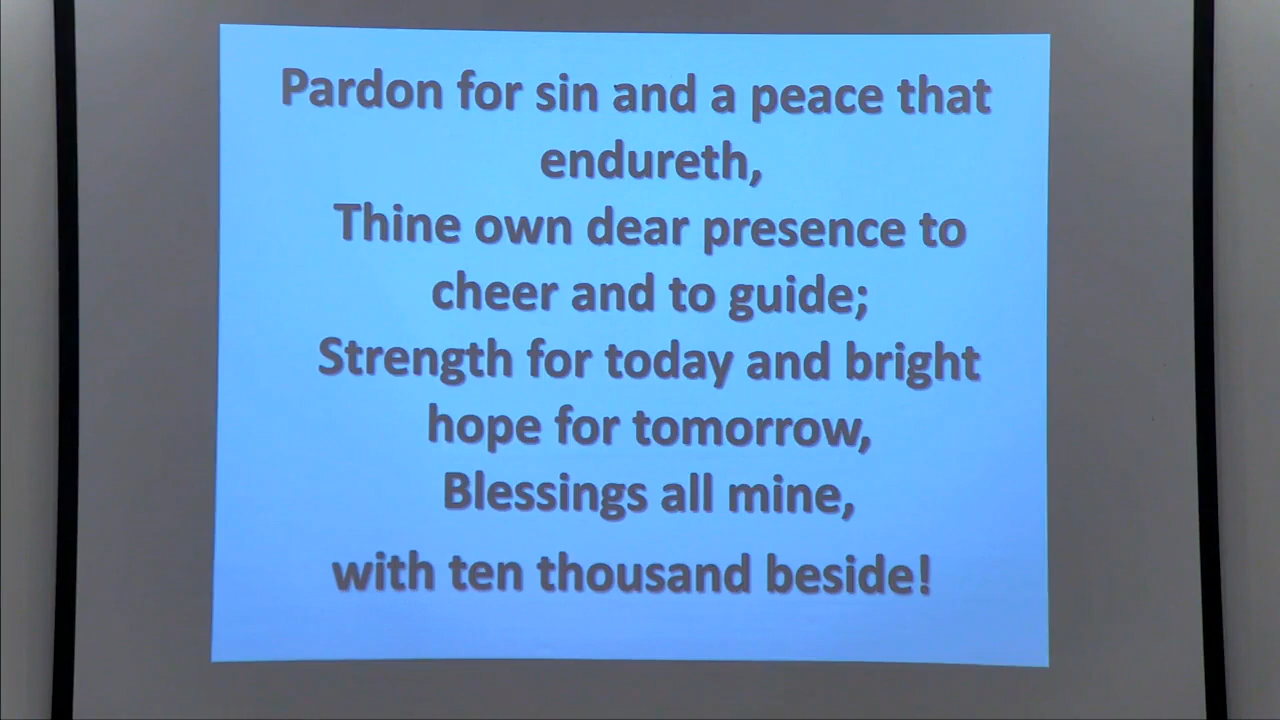 Pardon for sin and a peace that
endureth,
Thine own dear presence to
cheer and to guide;
Strength for today and bright
hope for tomorrow,
Blessings all mine,
with ten thousand beside!